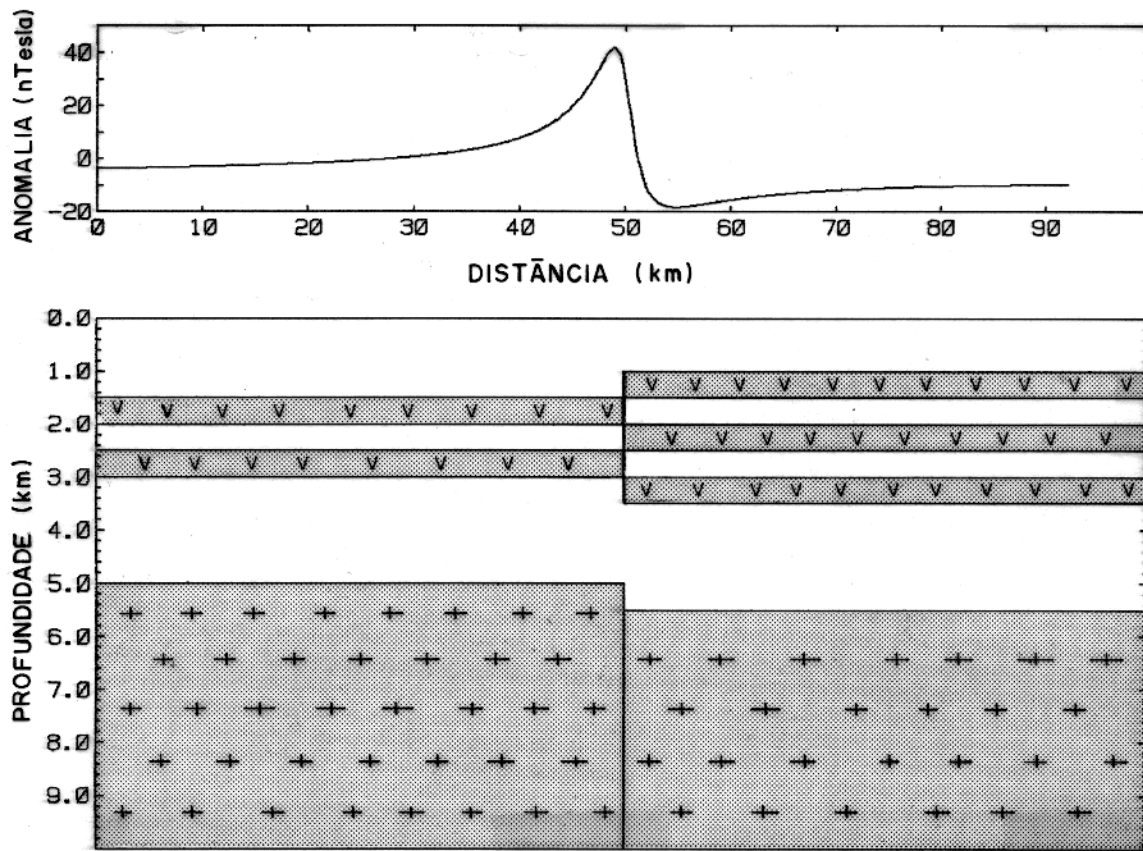 ANOMALIA (nTesla)
40
20
0
-20
0 10 20 30 40 50 60 70 80 90
DISTÂNCIA (km)
PROFUNDIDADE (km)
0.0
1.0
2.0
3.0
4.0
5.0
6.0
7.0
8.0
9.0
V V V V V V V V V V V
V V V V V V V V V
V V V V V V V V V V
V V V V V V V
V V V V V V V V V V V